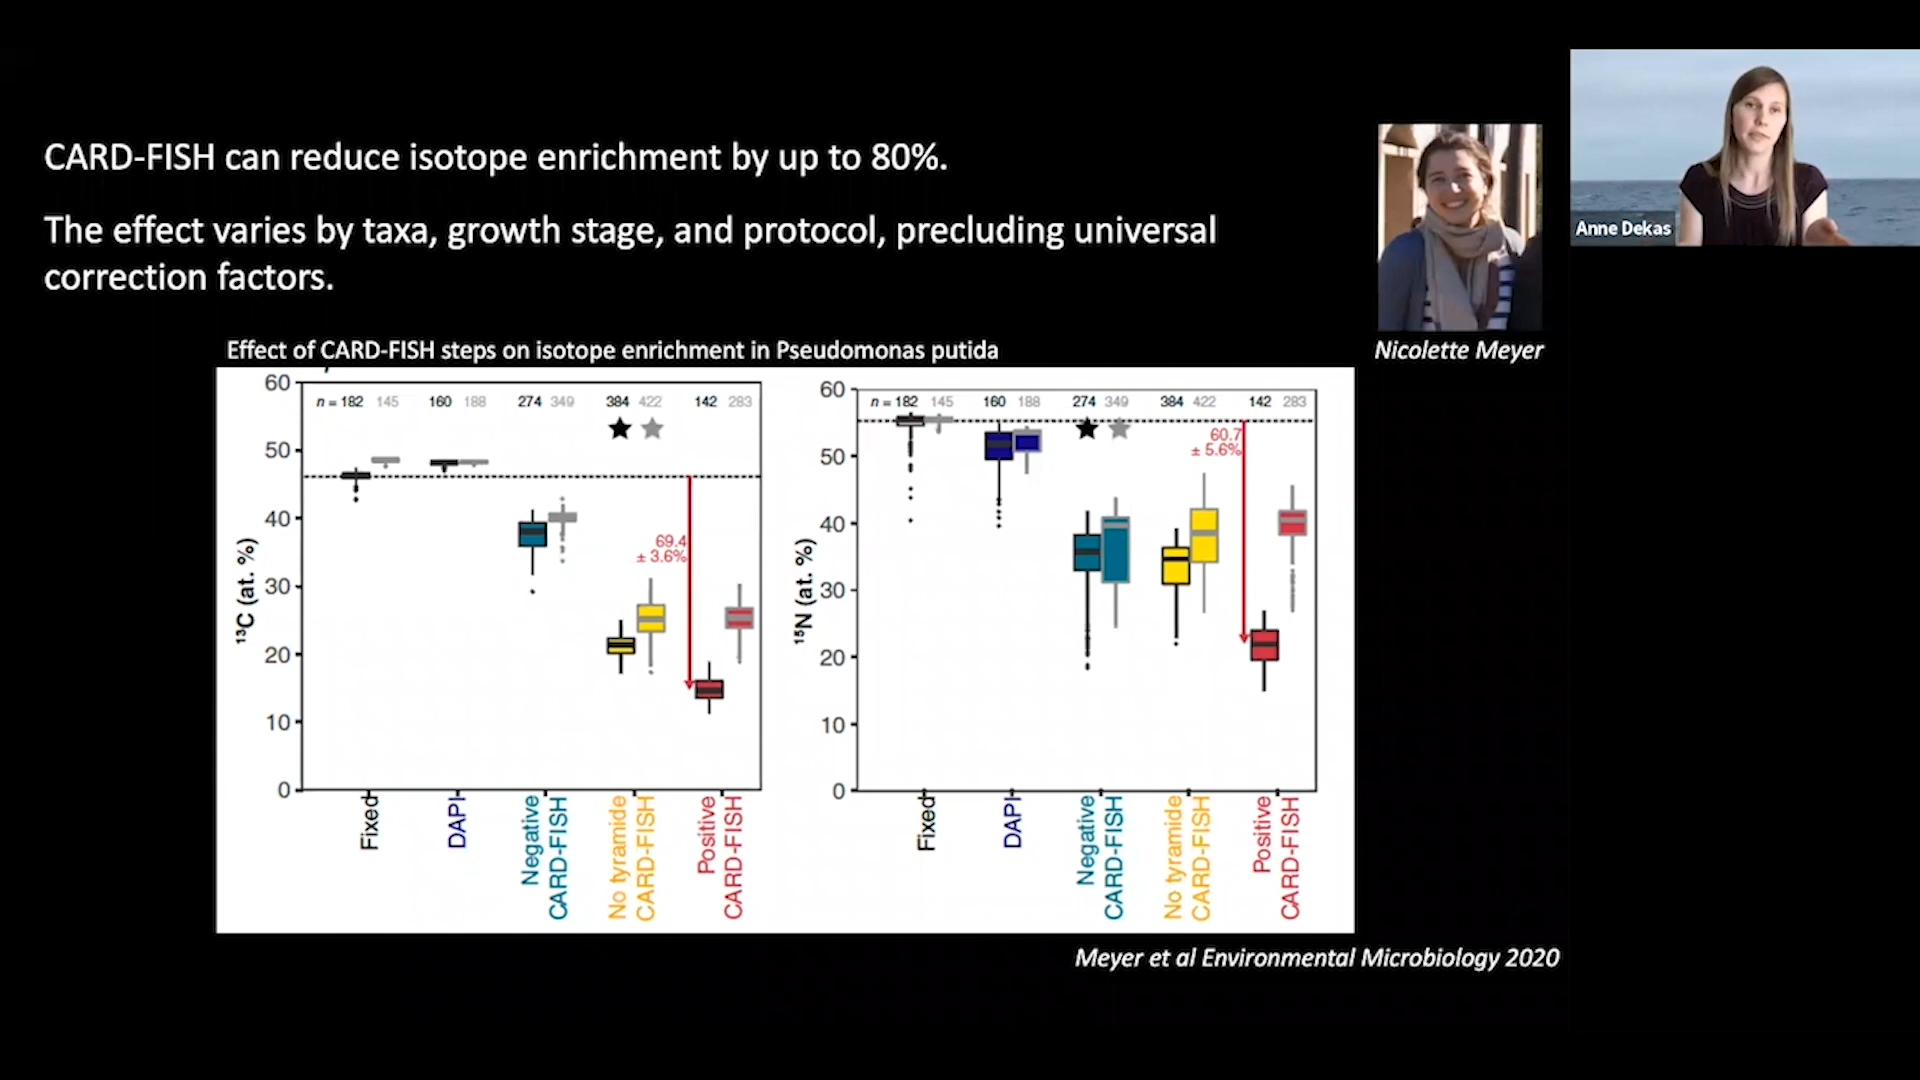 CARD-FISH can reduce isotope enrichment by up to 80%.
The effect varies by taxa, growth stage, and protocol, precluding universal
correction factors.
Anne Dekas
Nicolette Meyer
Effect of CARD-FISH steps on isotope enrichment in Pseudomonas putida
60
50
40
30
20
10
0
13C (at. %)
n = 182 145 160 188 274 349 384 422 142 283
69.4
± 3.6%
Fixed
DAPI
Negative
CARD-FISH
No tyramide
CARD-FISH
Positive
CARD-FISH
60
50
40
30
20
10
0
15N (at. %)
n = 182 145 160 188 274 349 384 422 142 283
60.7
± 5.6%
Fixed
DAPI
Negative
CARD-FISH
No tyramide
CARD-FISH
Positive
CARD-FISH
Meyer et al Environmental Microbiology 2020